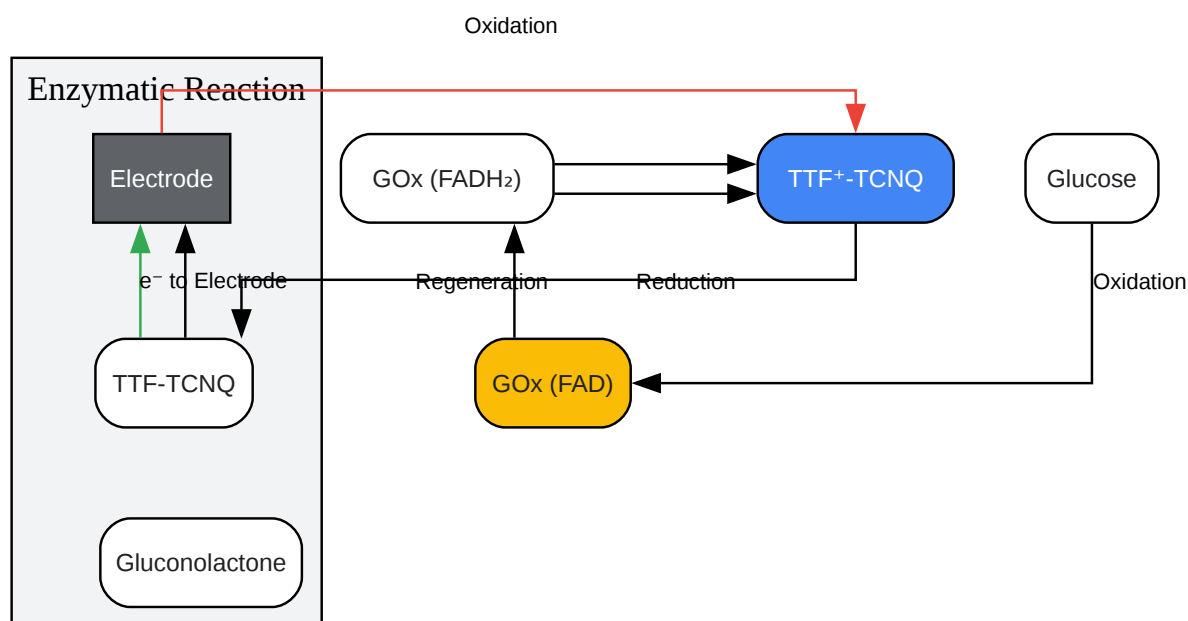 Oxidation
Enzymatic Reaction
Electrode
GOx (FADH₂)
TTF⁺-TCNQ
Glucose
e⁻ to Electrode
Regeneration
Reduction
Oxidation
TTF-TCNQ
GOx (FAD)
Gluconolactone